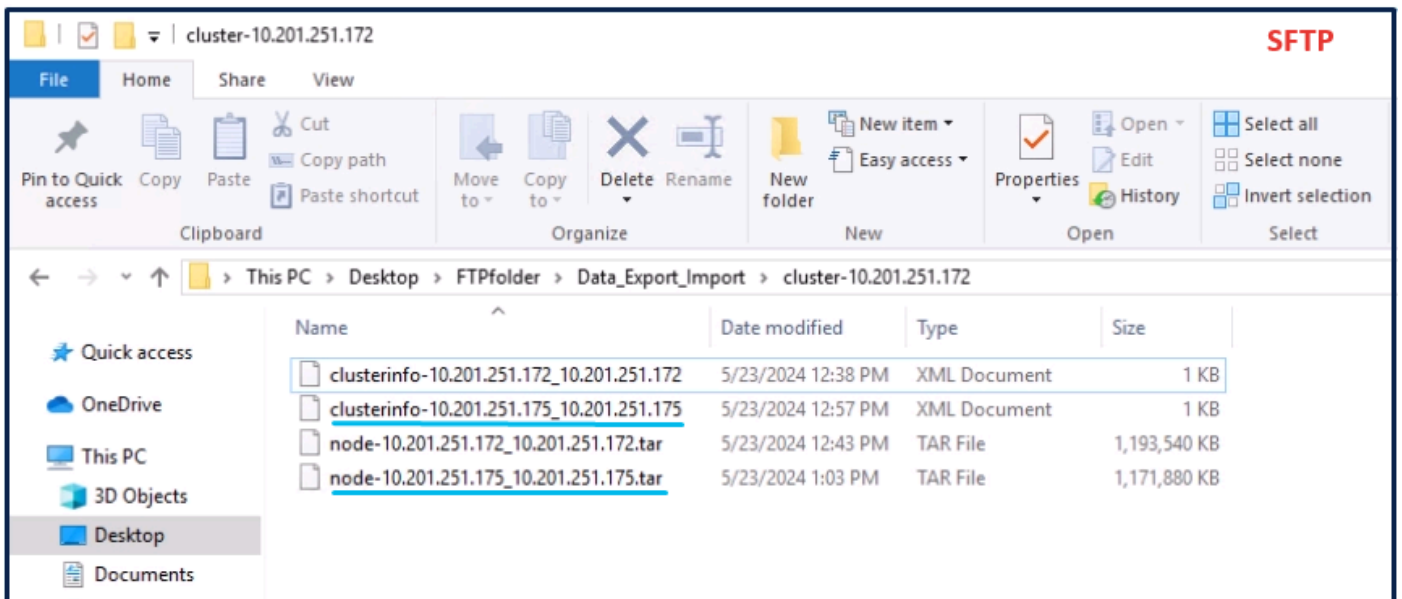 cluster-10.201.251.172
SFTP
File Home Share View
Pin to Quick access
Copy
Paste
Cut
Copy path
Paste shortcut
Clipboard
Move to
Copy to
Delete
Rename
Organize
New folder
New item
Easy access
New
Properties
Open
Edit
History
Open
Select all
Select none
Invert selection
Select
This PC > Desktop > FTPfolder > Data_Export_Import > cluster-10.201.251.172
Quick access
OneDrive
This PC
3D Objects
Desktop
Documents
Name Date modified Type Size
clusterinfo-10.201.251.172_10.201.251.172 5/23/2024 12:38 PM XML Document 1 KB
clusterinfo-10.201.251.175_10.201.251.175 5/23/2024 12:57 PM XML Document 1 KB
node-10.201.251.172_10.201.251.172.tar 5/23/2024 12:43 PM TAR File 1,193,540 KB
node-10.201.251.175_10.201.251.175.tar 5/23/2024 1:03 PM TAR File 1,171,880 KB